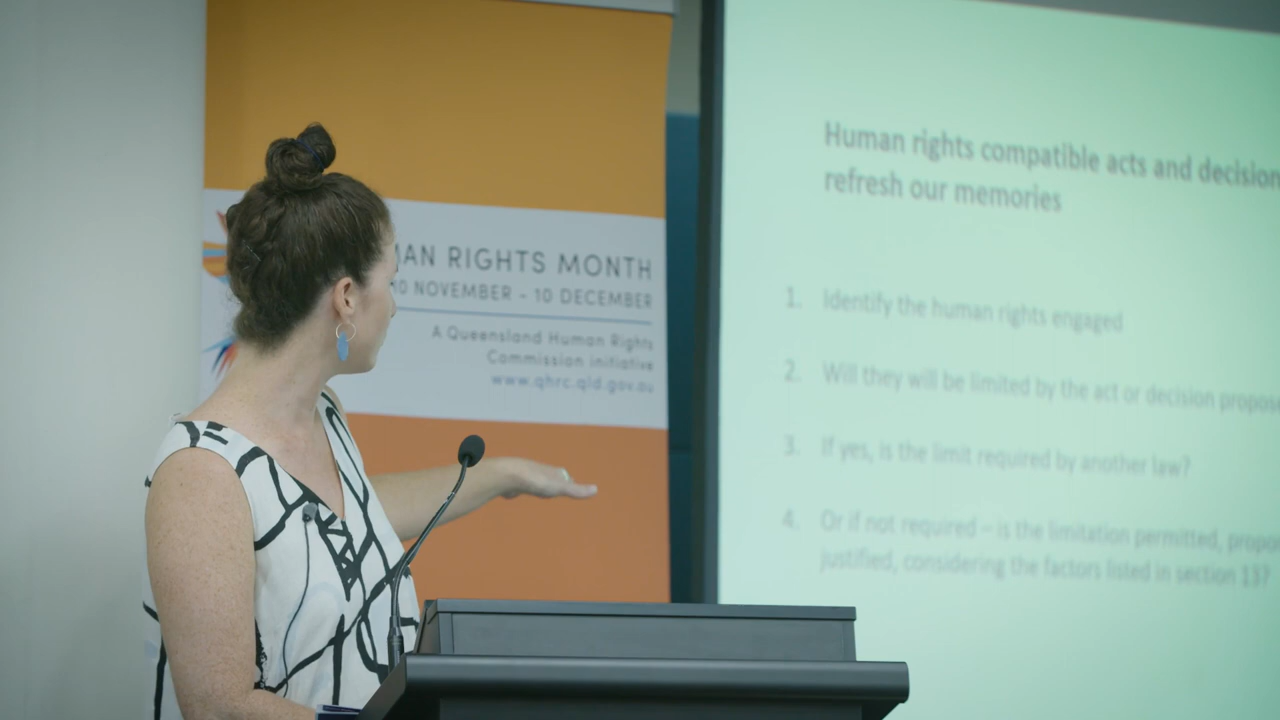 MAN RIGHTS MONTH
10 NOVEMBER – 10 DECEMBER
A Queensland Human Rights
Commission initiative
www.qhrc.qld.gov.au
Human rights compatible acts and decision
refresh our memories
1. Identify the human rights engaged
2. Will they will be limited by the act or decision propos
3. If yes, is the limit required by another law?
4. Or if not required – is the limitation permitted, propo
justified, considering the factors listed in section 13?